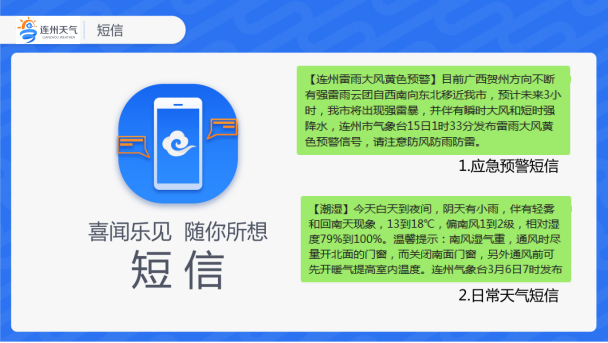 连州天气
LIANZHOU WEATHER
短信
【连州雷雨大风黄色预警】目前广西贺州方向不断
有强雷雨云团自西南向东北移近我市，预计未来3小
时，我市将出现强雷暴，并伴有瞬时大风和短时强
降水，连州市气象台15日1时33分发布雷雨大风黄
色预警信号，请注意防风防雨防雷。
1.应急预警短信
喜闻乐见 随你所想
短信
【潮湿】今天白天到夜间，阴天有小雨，伴有轻雾
和回南天现象，13到18℃，偏南风1到2级，相对湿
度79%到100%。温馨提示：南风湿气重，通风时尽
量开北面的门窗，而关闭南面门窗，另外通风前可
先开暖气提高室内温度。连州气象台3月6日7时发布
2.日常天气短信